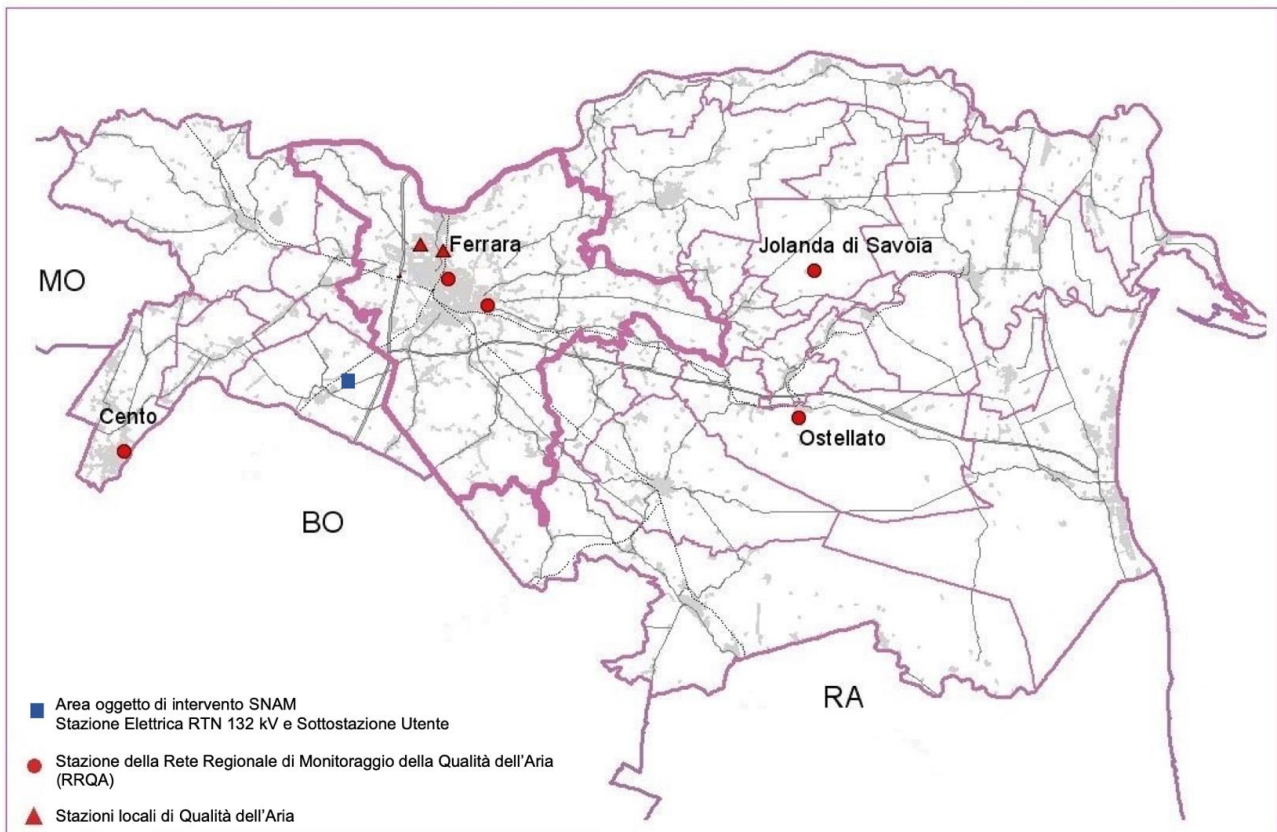 Ferrara
Jolanda di Savoia
MO
Cento
Ostellato
BO
RA
Area oggetto di intervento SNAM
Stazione Elettrica RTN 132 kV e Sottostazione Utente
Stazione della Rete Regionale di Monitoraggio della Qualità dell'Aria
(RRQA)
Stazioni locali di Qualità dell'Aria